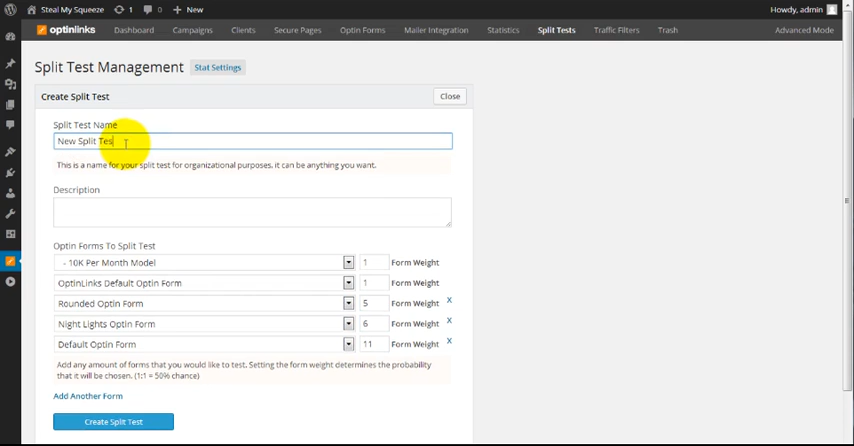 Steal My Squeeze 1 0 New Howdy, admin
optinlinks Dashboard Campaigns Clients Secure Pages Optin Forms Mailer Integration Statistics Split Tests Traffic Filters Trash Advanced Mode
Split Test Management Stat Settings
Create Split Test Close
Split Test Name
New Split Tes
This is a name for your split test for organizational purposes, it can be anything you want.
Description
Optin Forms To Split Test
- 10K Per Month Model 1 Form Weight
OptinLinks Default Optin Form 1 Form Weight
Rounded Optin Form 5 Form Weight X
Night Lights Optin Form 6 Form Weight X
Default Optin Form 11 Form Weight X
Add any amount of forms that you would like to test, Setting the form weight determines the probability
that it will be chosen. (1:1 = 50% chance)
Add Another Form
Create Split Test